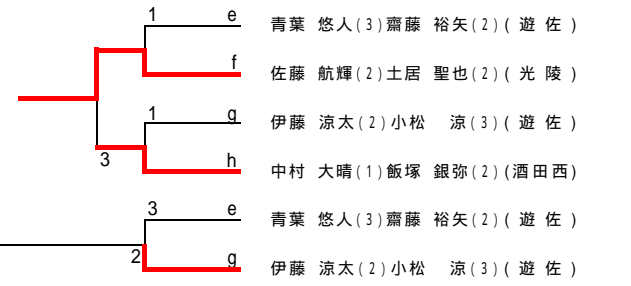 1 e 青葉 悠人(3)齋藤 裕矢(2)( 遊 佐 )
f 佐藤 航輝(2)土居 聖也(2)( 光 陵 )
1 g 伊藤 涼太(2)小松　 涼(3)( 遊 佐 )
3 h 中村 大晴(1)飯塚 銀弥(2)(酒田西)
3 e 青葉 悠人(3)齋藤 裕矢(2)( 遊 佐 )
2 g 伊藤 涼太(2)小松　 涼(3)( 遊 佐 )